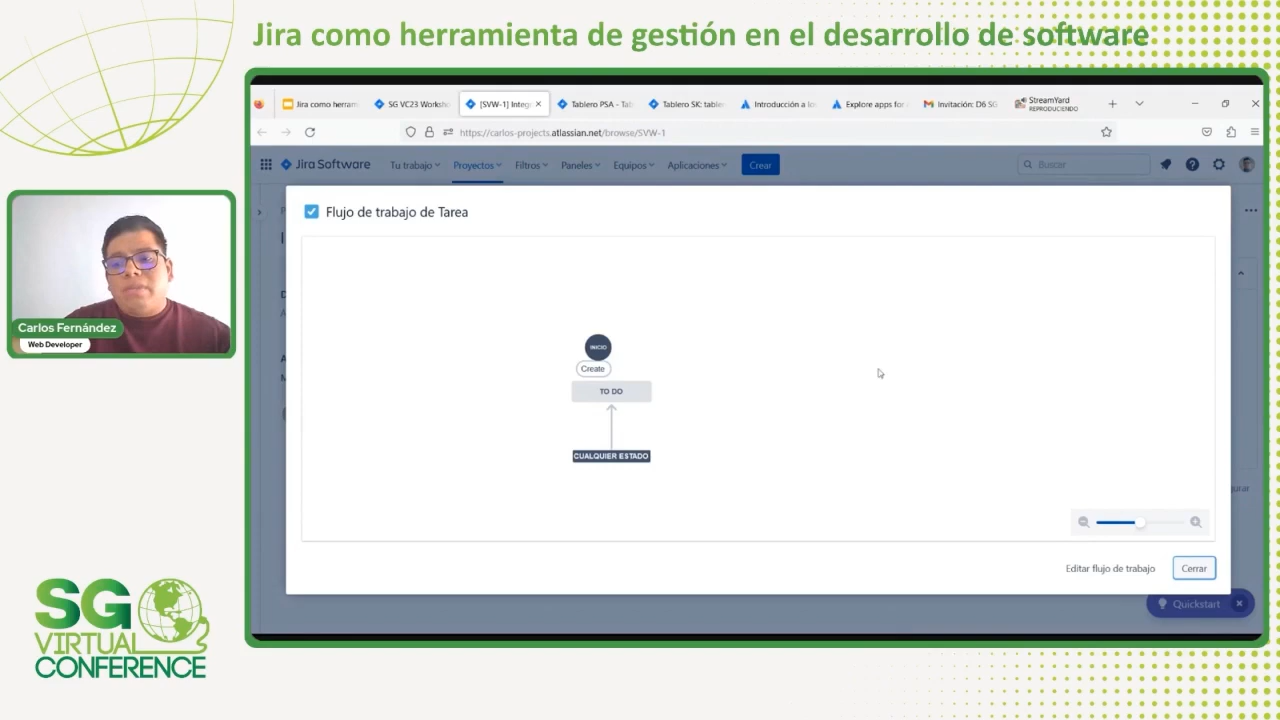 Jira como herramienta de gestión en el desarrollo de software
Jira como herram
SG VC23 Worksho
[SVW-1] Integ
Tablero PSA - Tab
Tablero SK: table
Introducción a lo
Explore apps for
Invitación: D6 SG
StreamYard
REPRODUCIENDO
https://carlos-projects.atlassian.net/browse/SVW-1
Jira Software
Tu trabajo
Proyectos
Filtros
Paneles
Equipos
Aplicaciones
Crear
Buscar
Flujo de trabajo de Tarea
INICIO
Create
TO DO
CUALQUIER ESTADO
Editar flujo de trabajo
Cerrar
Quickstart
Carlos Fernández
Web Developer
SG
VIRTUAL
CONFERENCE